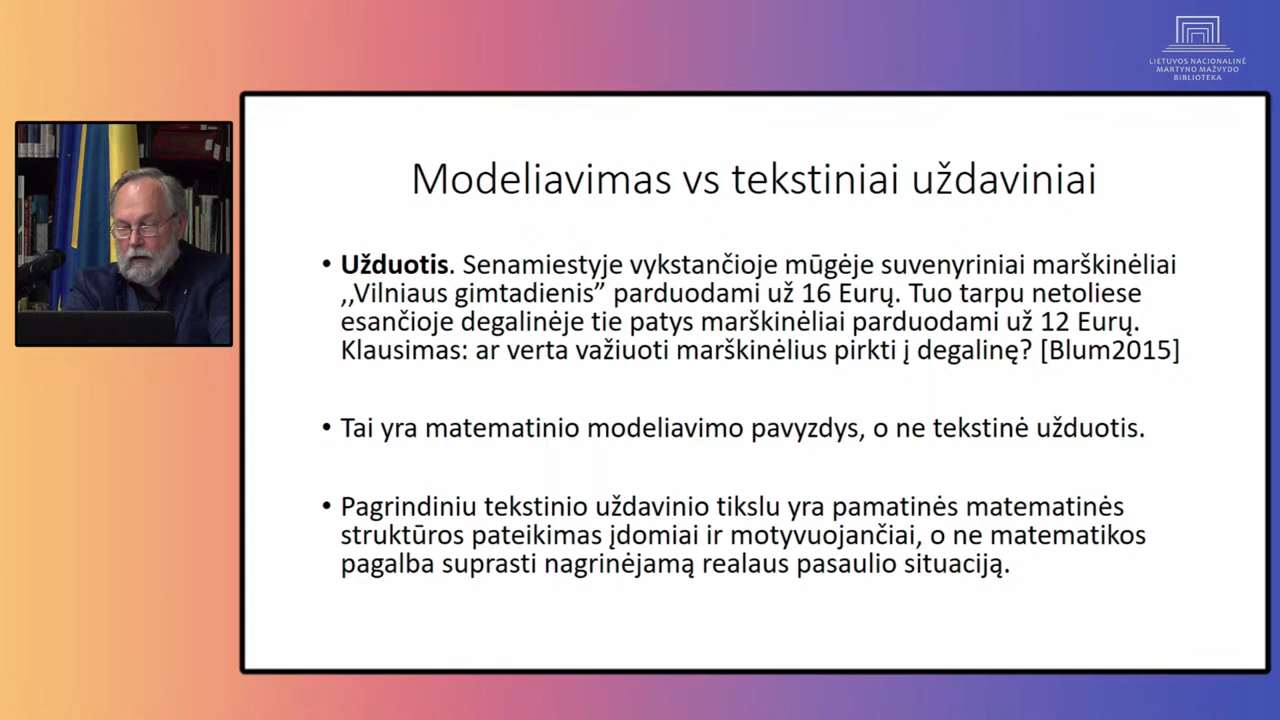 LIETUVOS NACIONALINĖ
MARTYNO MAŽVYDO
BIBLIOTEKA
Modeliavimas vs tekstiniai uždaviniai
• Užduotis. Senamiestyje vykstančioje mūgėje suvenyriniai marškinėliai
,,Vilniaus gimtadienis” parduodami už 16 Eurų. Tuo tarpu netoliese
esančioje degalinėje tie patys marškinėliai parduodami už 12 Eurų.
Klausimas: ar verta važiuoti marškinėlius pirkti į degalinę? [Blum2015]
• Tai yra matematinio modeliavimo pavyzdys, o ne tekstinė užduotis.
• Pagrindiniu tekstinio uždavinio tikslu yra pamatinės matematinės
struktūros pateikimas įdomiai ir motyvuojančiai, o ne matematikos
pagalba suprasti nagrinėjamą realaus pasaulio situaciją.